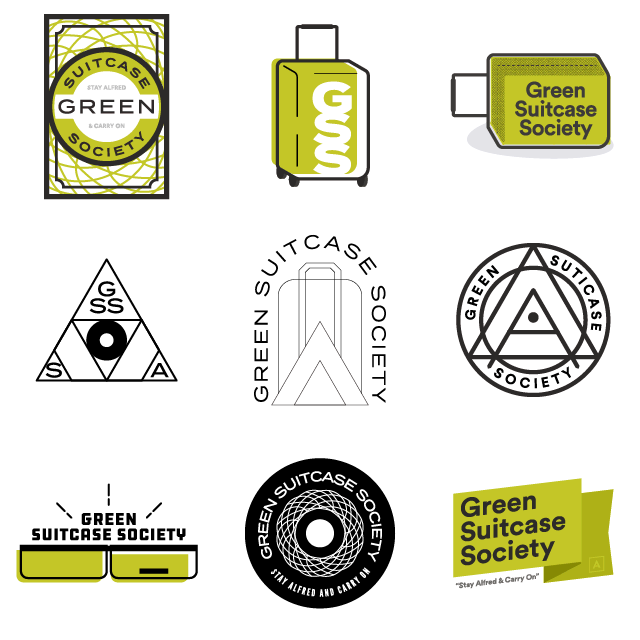 SUITCASE
STAY ALFRED
GREEN
& CARRY ON
SOCIETY
GSS
Green
Suitcase
Society
G
SS
S A
GREEN SUITCASE SOCIETY
GREEN SUTICASE
SOCIETY
GREEN
SUITCASE SOCIETY
GREEN SUITCASE SOCIETY
STAY ALFRED AND CARRY ON
Green
Suitcase
Society
A
"Stay Alfred & Carry On"